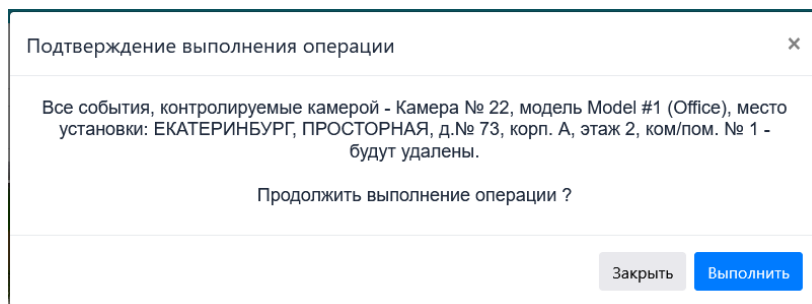 Подтверждение выполнения операции ×
Все события, контролируемые камерой - Камера № 22, модель Model #1 (Office), место
установки: ЕКАТЕРИНБУРГ, ПРОСТОРНАЯ, д.№ 73, корп. А, этаж 2, ком/пом. № 1 -
будут удалены.
Продолжить выполнение операции ?
Закрыть Выполнить